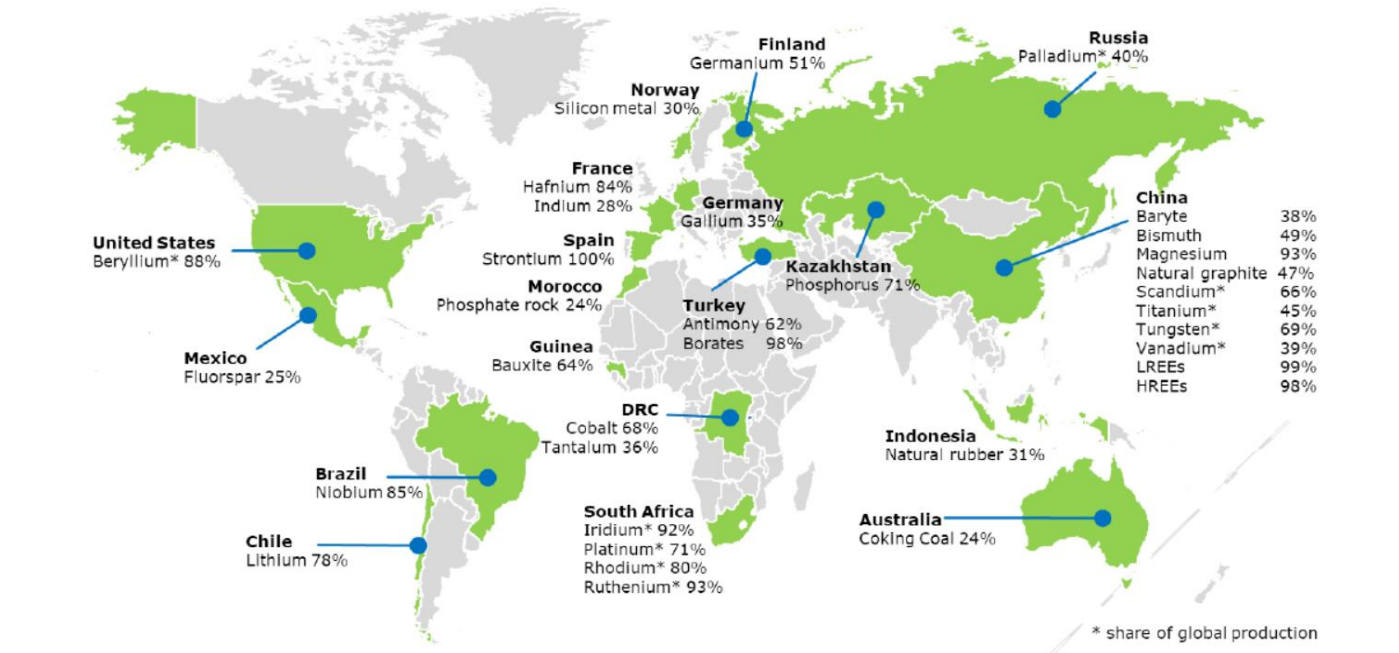 Finland
Germanium 51%
Russia
Palladium* 40%
Norway
Silicon metal 30%
France
Hafnium 84%
Indium 28%
Germany
Gallium 35%
China
Baryte 38%
Bismuth 49%
Magnesium 93%
Natural graphite 47%
Scandium* 66%
Titanium* 45%
Tungsten* 69%
Vanadium* 39%
LREEs 99%
HREEs 98%
United States
Beryllium* 88%
Spain
Strontium 100%
Kazakhstan
Phosphorus 71%
Morocco
Phosphate rock 24%
Turkey
Antimony 62%
Borates 98%
Mexico
Fluorspar 25%
Guinea
Bauxite 64%
DRC
Cobalt 68%
Tantalum 36%
Indonesia
Natural rubber 31%
Brazil
Niobium 85%
South Africa
Iridium* 92%
Platinum* 71%
Rhodium* 80%
Ruthenium* 93%
Australia
Coking Coal 24%
Chile
Lithium 78%
* share of global production